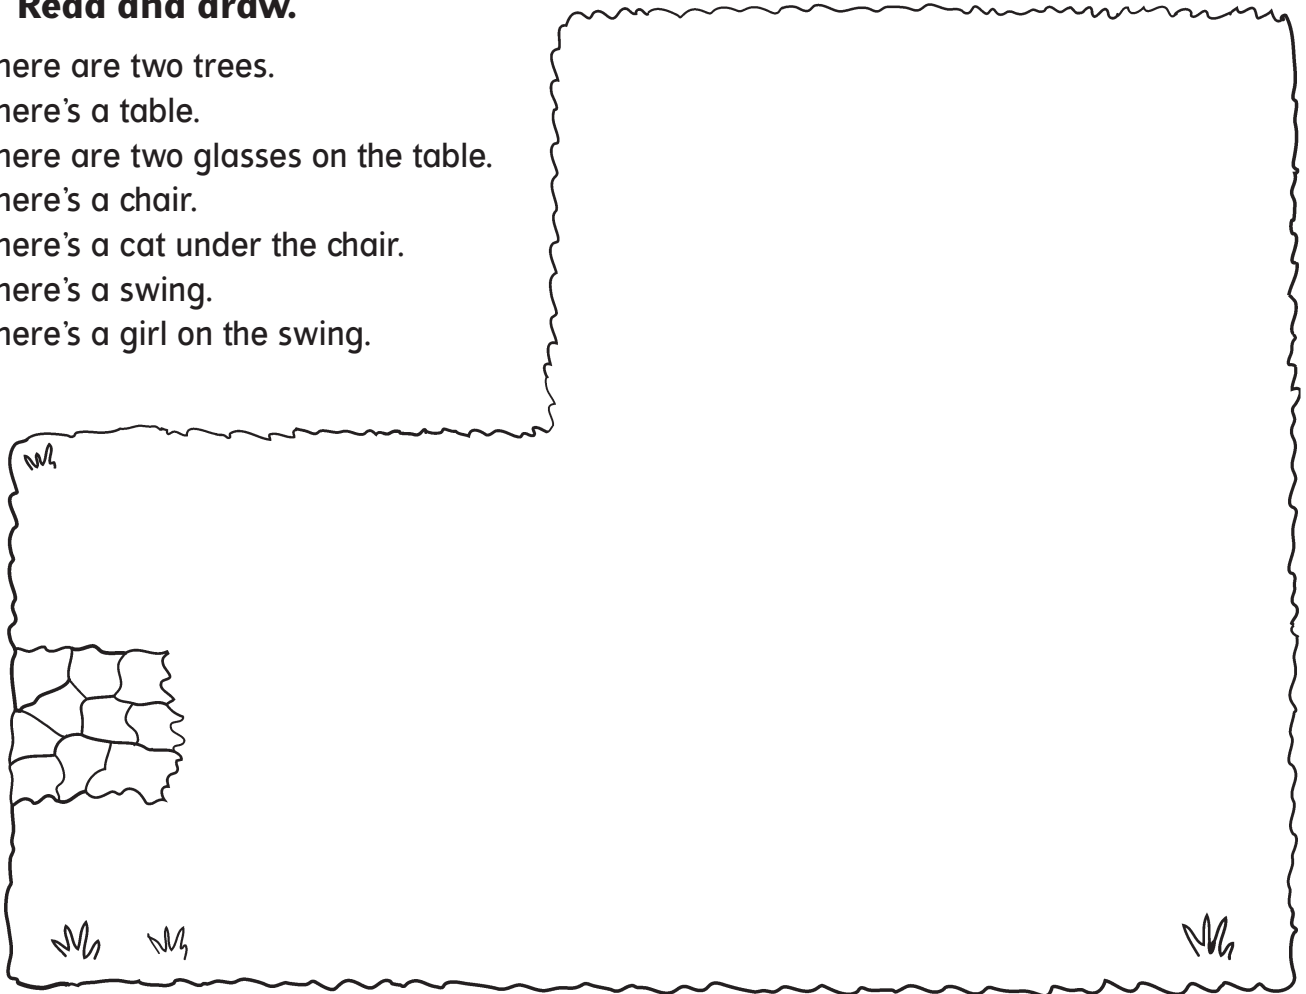 Read and draw.
here are two trees.
here's a table.
here are two glasses on the table.
here's a chair.
here's a cat under the chair.
here's a swing.
here's a girl on the swing.